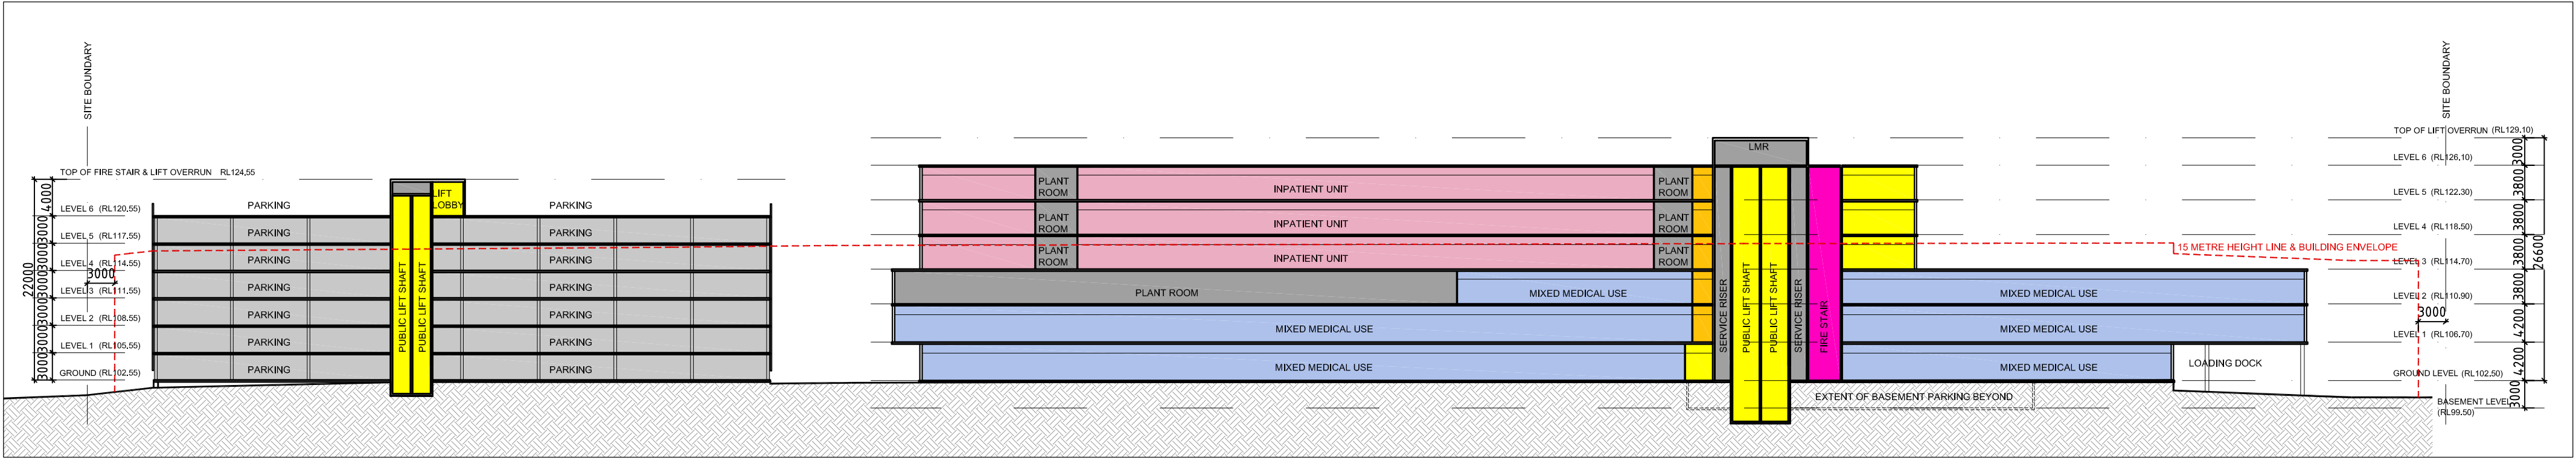 SITE BOUNDARY
TOP OF FIRE STAIR & LIFT OVERRUN RL124,55
LEVEL 6 (RL120,55)
LEVEL 5 (RL117.55)
LEVEL 4 (RL114.55)
LEVEL 3 (RL111,55)
LEVEL 2 (RL108.55)
LEVEL 1 (RL105,55)
GROUND (RL102.55)
22000
4000
3000
3000
3000
3000
3000
3000
3000
PARKING
PARKING
PARKING
PARKING
PARKING
PARKING
PARKING
PUBLIC LIFT SHAFT
PUBLIC LIFT SHAFT
LIFT
LOBBY
PARKING
PARKING
PARKING
PARKING
PARKING
PARKING
PARKING
PLANT
ROOM
INPATIENT UNIT
PLANT
ROOM
PLANT
ROOM
INPATIENT UNIT
PLANT
ROOM
PLANT
ROOM
INPATIENT UNIT
PLANT
ROOM
PLANT ROOM
MIXED MEDICAL USE
MIXED MEDICAL USE
MIXED MEDICAL USE
LMR
SERVICE RISER
PUBLIC LIFT SHAFT
PUBLIC LIFT SHAFT
SERVICE RISER
FIRE STAIR
MIXED MEDICAL USE
MIXED MEDICAL USE
MIXED MEDICAL USE
LOADING DOCK
EXTENT OF BASEMENT PARKING BEYOND
15 METRE HEIGHT LINE & BUILDING ENVELOPE
SITE BOUNDARY
TOP OF LIFT OVERRUN (RL129,10)
LEVEL 6 (RL126,10)
LEVEL 5 (RL122.30)
LEVEL 4 (RL118.50)
LEVEL 3 (RL114.70)
LEVEL 2 (RL110.90)
LEVEL 1 (RL106.70)
GROUND LEVEL (RL102,50)
BASEMENT LEVEL
(RL99.50)
3000
3000
3800
3800
3800
3800
4200
4200
3000
26600